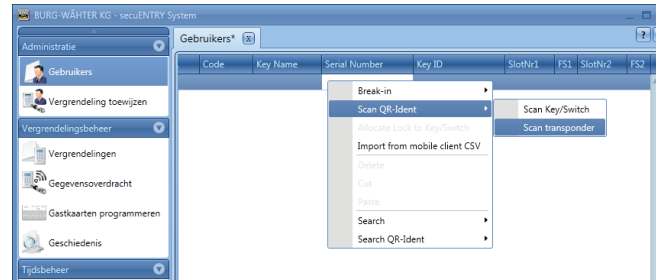 BURG-WÄHTER KG - secuENTRY System
Administratie
Gebruikers
Vergrendeling toewijzen
Vergrendelingsbeheer
Vergrendelingen
Gegevensoverdracht
Gastkaarten programmeren
Geschiedenis
Tijdsbeheer
Gebruikers* x
?
Code Key Name Serial Number Key ID SlotNr1 FS1 SlotNr2 FS2
Break-in
Scan QR-Ident
Allocate Lock to Key/Switch
Import from mobile client CSV
Delete
Cut
Paste
Search
Search QR-Ident
Scan Key/Switch
Scan transponder